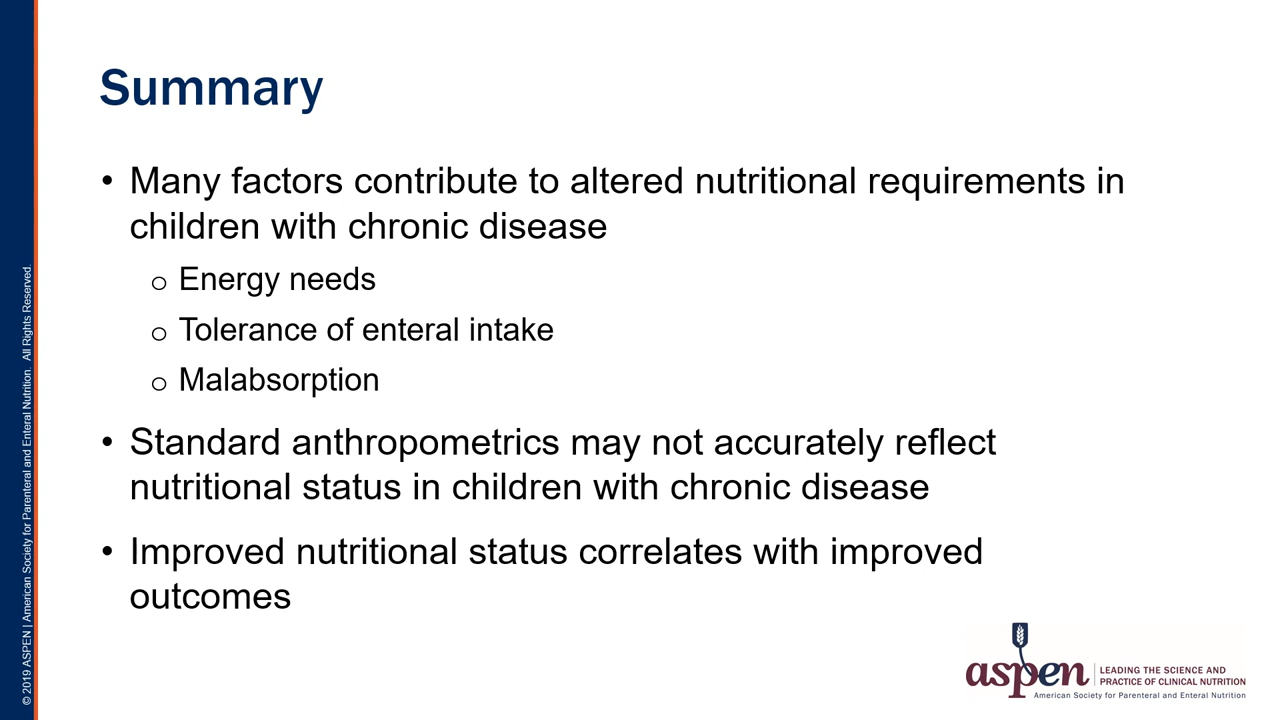 Summary
• Many factors contribute to altered nutritional requirements in
children with chronic disease
o Energy needs
o Tolerance of enteral intake
o Malabsorption
• Standard anthropometrics may not accurately reflect
nutritional status in children with chronic disease
• Improved nutritional status correlates with improved
outcomes
© 2019 ASPEN | American Society for Parenteral and Enteral Nutrition. All Rights Reserved.
aspen
LEADING THE SCIENCE AND
PRACTICE OF CLINICAL NUTRITION
American Society for Parenteral and Enteral Nutrition